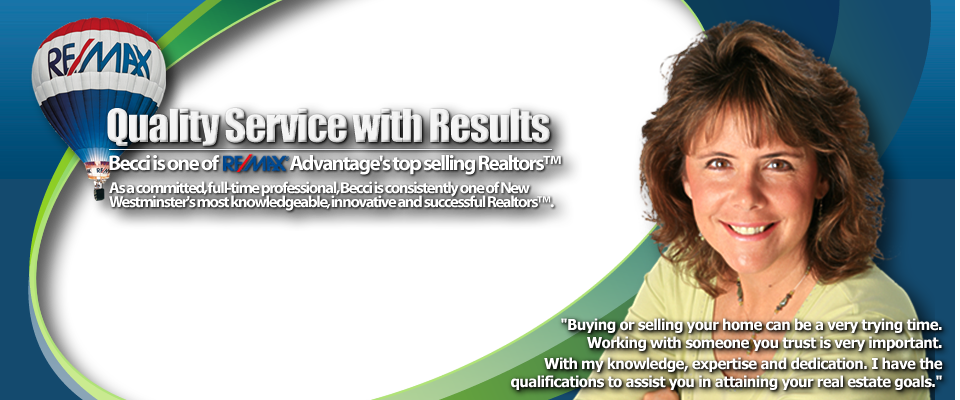 RE/MAX
Quality Service with Results
Becci is one of RE/MAX Advantage's top selling Realtors™
As a committed, full-time professional, Becci is consistently one of New
Westminster's most knowledgeable, innovative and successful Realtors™.
"Buying or selling your home can be a very trying time.
Working with someone you trust is very important.
With my knowledge, expertise and dedication. I have the
qualifications to assist you in attaining your real estate goals."